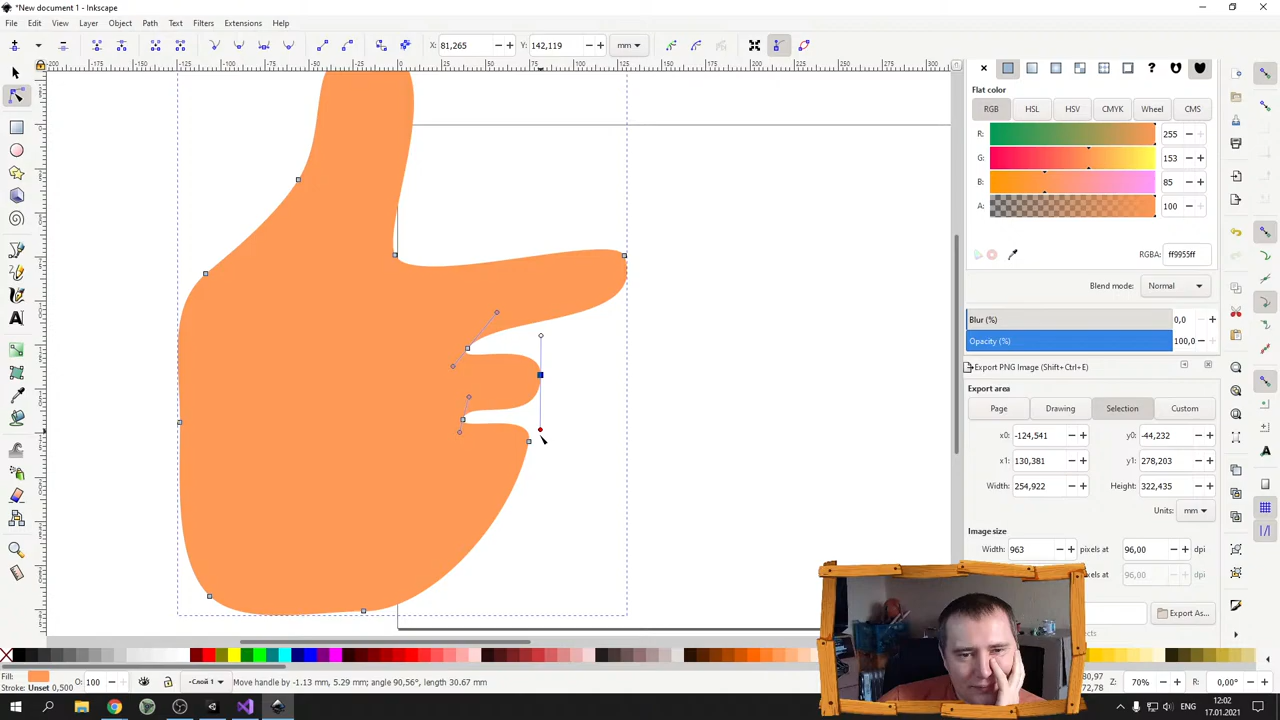 *New document 1 - Inkscape
File Edit View Layer Object Path Text Filters Extensions Help
X: 81,265 Y: 142,119 mm
Flat color
RGB HSL HSV CMYK Wheel CMS
R: 255
G: 153
B: 85
A: 100
RGBA: ff9955ff
Blend mode: Normal
Blur (%) 0,0
Opacity (%) 100,0
Export PNG Image (Shift+Ctrl+E)
Export area
Page Drawing Selection Custom
x0: -124,541 y0: -44,232
x1: 130,381 y1: 278,203
Width: 254,922 Height: 322,435
Units: mm
Image size
Width: 963 pixels at 96,00 dpi
pixels at 96,00 dpi
Export As...
Fill:
Stroke: Unset 0,500
O: 100
-Слой 1
Move handle by -1.13 mm, 5.29 mm; angle 90,56°, length 30.67 mm
Z: 70% R: 0,00°
ENG 12:02
17.01.2021